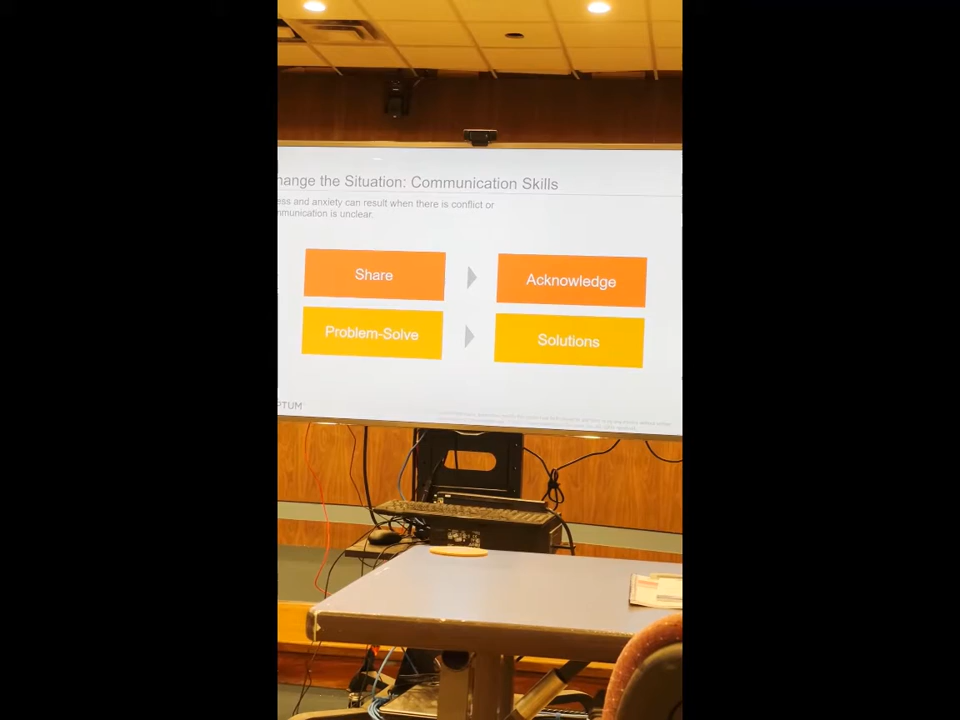 hange the Situation: Communication Skills
ess and anxiety can result when there is conflict or
mmunication is unclear.
Share
Acknowledge
Problem-Solve
Solutions
PTUM